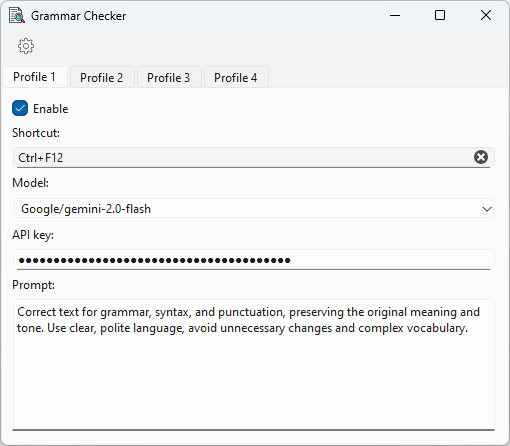 Grammar Checker
Profile 1 Profile 2 Profile 3 Profile 4
Enable
Shortcut:
Ctrl+F12
Model:
Google/gemini-2.0-flash
API key:
●●●●●●●●●●●●●●●●●●●●●●●●●●●●●●●●●●●●●●●
Prompt:
Correct text for grammar, syntax, and punctuation, preserving the original meaning and
tone. Use clear, polite language, avoid unnecessary changes and complex vocabulary.